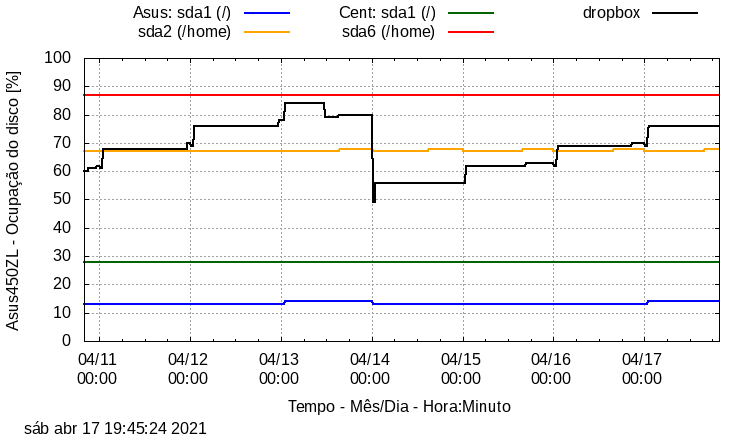 Asus: sda1 (/)
Cent: sda1 (/)
dropbox
sda2 (/home)
sda6 (/home)
Asus450ZL - Ocupação do disco [%]
100
90
80
70
60
50
40
30
20
10
0
04/11 04/12 04/13 04/14 04/15 04/16 04/17
00:00 00:00 00:00 00:00 00:00 00:00 00:00
Tempo - Mês/Dia - Hora:Minuto
sáb abr 17 19:45:24 2021